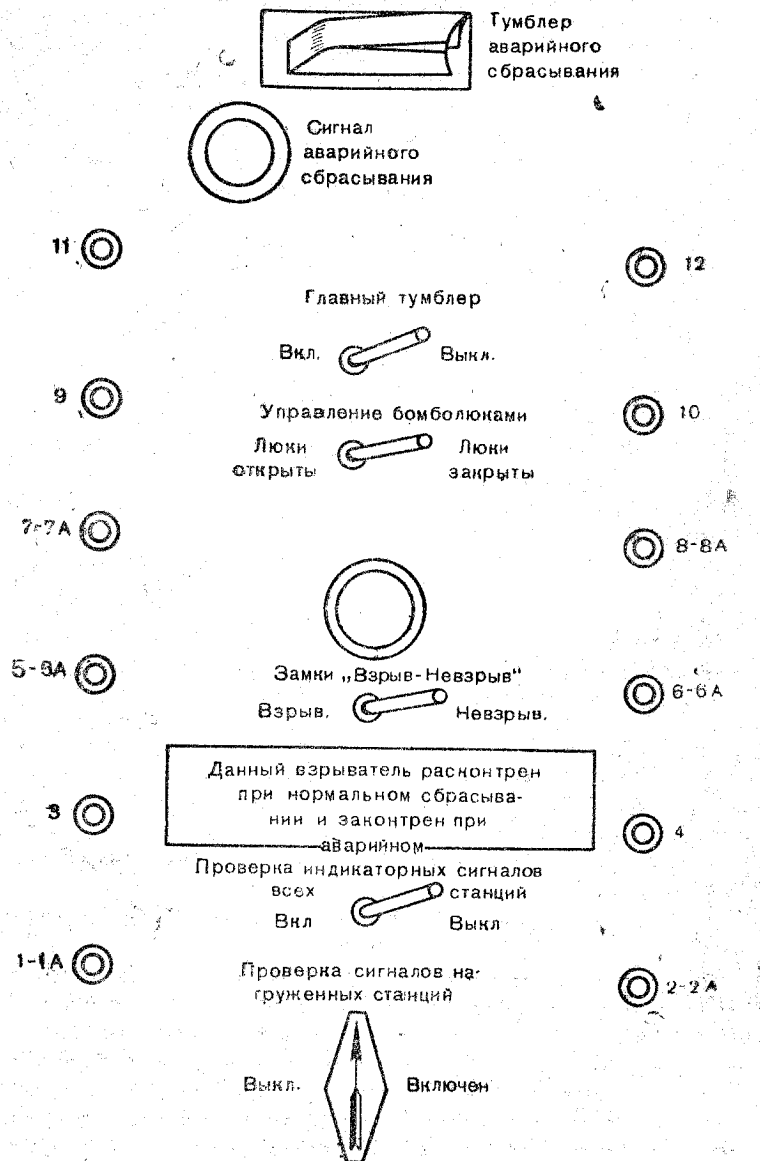 Тумблер
аварийного
сбрасывания
Сигнал
аварийного
сбрасывания
11
12
Главный тумблер
Вкл.
Выкл.
9
10
Управление бомболюками
Люки
открыты
Люки
закрыты
7-7А
8-8А
5-6А
Замки „Взрыв-Невзрыв“
6-6А
Взрыв.
Невзрыв.
Данный взрыватель расконтрен
при нормальном сбрасыва-
нии и законтрен при
аварийном
3
4
Проверка индикаторных сигналов
всех станций
Вкл
Выкл
1-1А
2-2А
Проверка сигналов на-
груженных станций
Выкл.
Включен